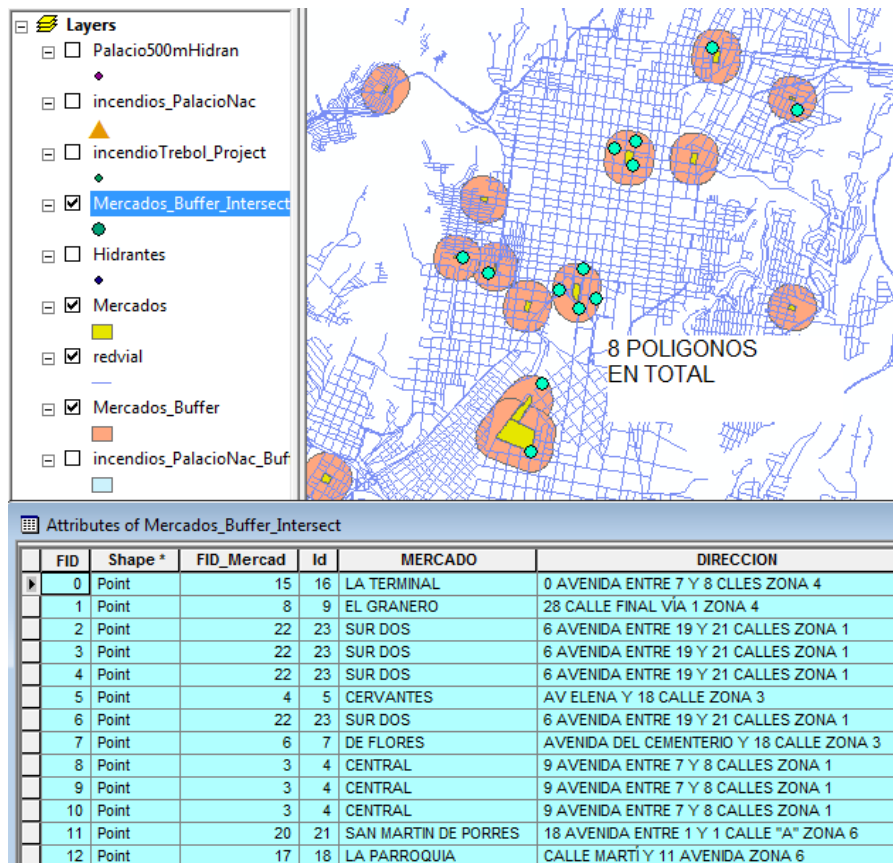 Layers
Palacio500mHidran
incendios_PalacioNac
incendioTrebol_Project
Mercados_Buffer_Intersect
Hidrantes
Mercados
redvial
Mercados_Buffer
incendios_PalacioNac_Buf
8 POLIGONOS
EN TOTAL
Attributes of Mercados_Buffer_Intersect
FID Shape * FID_Mercad Id MERCADO DIRECCION
0 Point 15 16 LA TERMINAL 0 AVENIDA ENTRE 7 Y 8 CLLES ZONA 4
1 Point 8 9 EL GRANERO 28 CALLE FINAL VÍA 1 ZONA 4
2 Point 22 23 SUR DOS 6 AVENIDA ENTRE 19 Y 21 CALLES ZONA 1
3 Point 22 23 SUR DOS 6 AVENIDA ENTRE 19 Y 21 CALLES ZONA 1
4 Point 22 23 SUR DOS 6 AVENIDA ENTRE 19 Y 21 CALLES ZONA 1
5 Point 4 5 CERVANTES AV ELENA Y 18 CALLE ZONA 3
6 Point 22 23 SUR DOS 6 AVENIDA ENTRE 19 Y 21 CALLES ZONA 1
7 Point 6 7 DE FLORES AVENIDA DEL CEMENTERIO Y 18 CALLE ZONA 3
8 Point 3 4 CENTRAL 9 AVENIDA ENTRE 7 Y 8 CALLES ZONA 1
9 Point 3 4 CENTRAL 9 AVENIDA ENTRE 7 Y 8 CALLES ZONA 1
10 Point 3 4 CENTRAL 9 AVENIDA ENTRE 7 Y 8 CALLES ZONA 1
11 Point 20 21 SAN MARTIN DE PORRES 18 AVENIDA ENTRE 1 Y 1 CALLE "A" ZONA 6
12 Point 17 18 LA PARROQUIA CALLE MARTÍ Y 11 AVENIDA ZONA 6